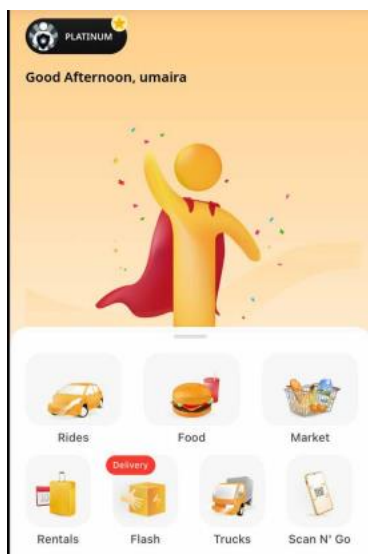 PLATINUM
Good Afternoon, umaira
Rides Food Market
Delivery
Rentals Flash Trucks Scan N' Go